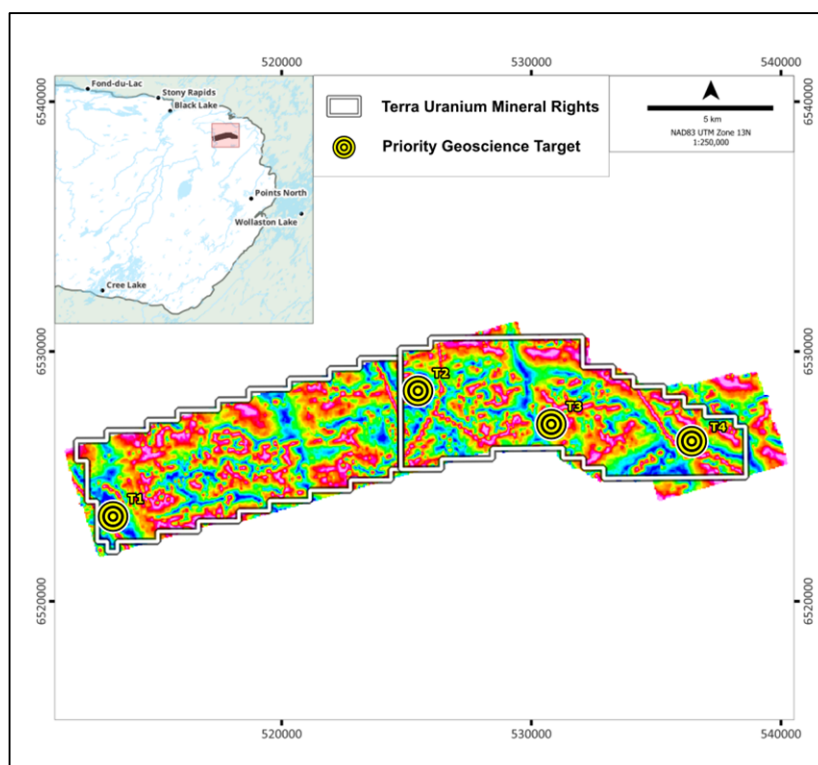 520000
530000
540000
6540000
6540000
Fond-du-Lac
Stony Rapids
Black Lake
Points North
Wollaston Lake
Cree Lake
Terra Uranium Mineral Rights
Priority Geoscience Target
5 km
NAD83 UTM Zone 13N
1:250,000
6530000
6530000
T2
T3
T4
T1
6520000
6520000
520000
530000
540000